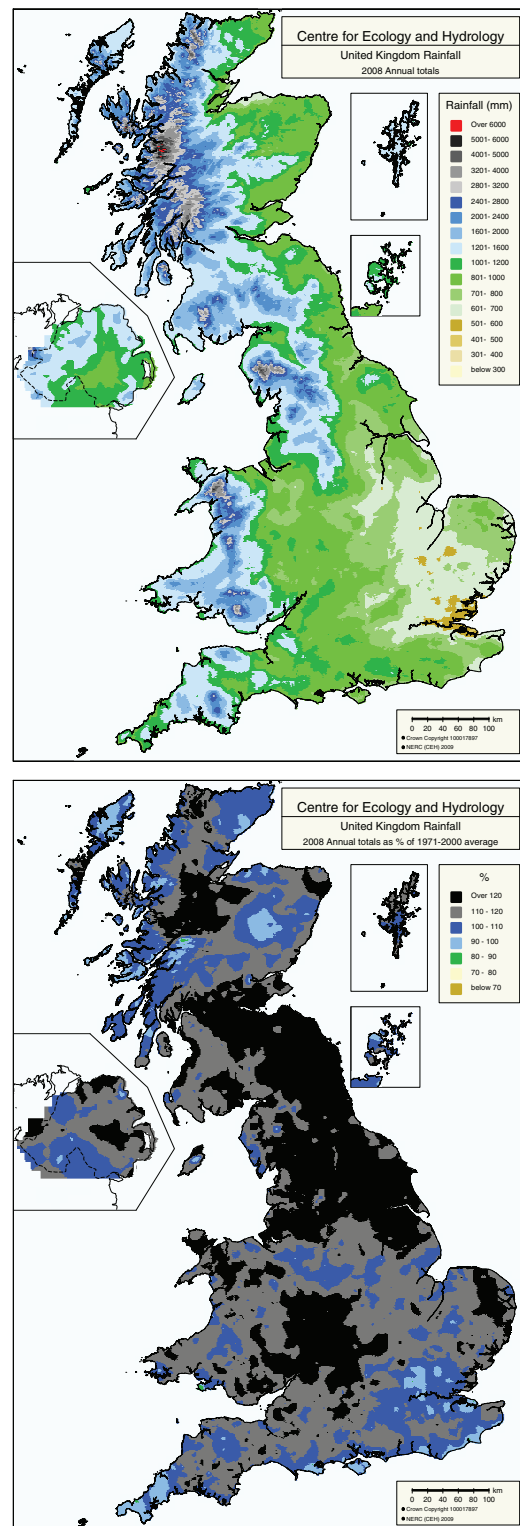 Centre for Ecology and Hydrology
United Kingdom Rainfall
2008 Annual totals
Rainfall (mm)
Over 6000
5001- 6000
4001- 5000
3201- 4000
2801- 3200
2401- 2800
2001- 2400
1601- 2000
1201- 1600
1001- 1200
801- 1000
701- 800
601- 700
501- 600
401- 500
301- 400
below 300
km
0 20 40 60 80 100
Crown Copyright 100017897
NERC (CEH) 2009
Centre for Ecology and Hydrology
United Kingdom Rainfall
2008 Annual totals as % of 1971-2000 average
%
Over 120
110 - 120
100 - 110
90 - 100
80 - 90
70 - 80
below 70
km
0 20 40 60 80 100
Crown Copyright 100017897
NERC (CEH) 2009